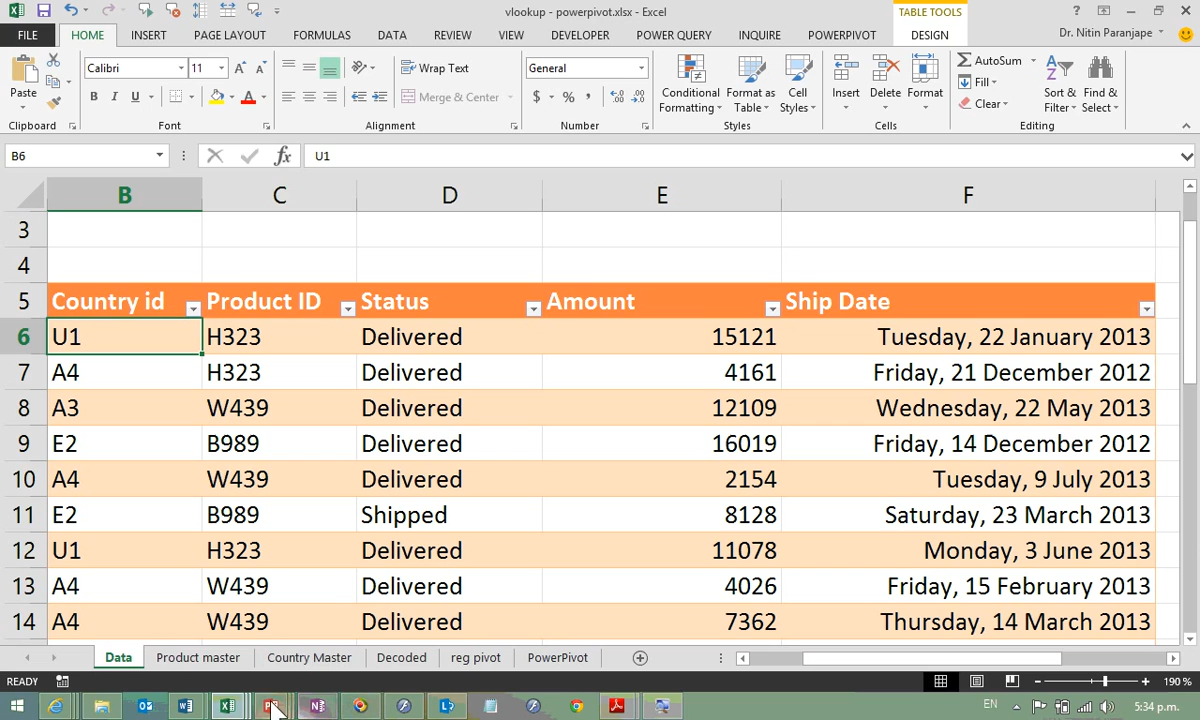 vlookup - powerpivot.xlsx - Excel
TABLE TOOLS
FILE HOME INSERT PAGE LAYOUT FORMULAS DATA REVIEW VIEW DEVELOPER POWER QUERY INQUIRE POWERPIVOT DESIGN Dr. Nitin Paranjape
Paste
Calibri 11
B I U
Wrap Text
Merge & Center
General
$ % ,
Conditional Formatting
Format as Table
Cell Styles
Insert Delete Format
AutoSum
Fill
Clear
Sort & Filter
Find & Select
Clipboard Font Alignment Number Styles Cells Editing
B6 fx U1
B C D E F
3
4
5 Country id Product ID Status Amount Ship Date
6 U1 H323 Delivered 15121 Tuesday, 22 January 2013
7 A4 H323 Delivered 4161 Friday, 21 December 2012
8 A3 W439 Delivered 12109 Wednesday, 22 May 2013
9 E2 B989 Delivered 16019 Friday, 14 December 2012
10 A4 W439 Delivered 2154 Tuesday, 9 July 2013
11 E2 B989 Shipped 8128 Saturday, 23 March 2013
12 U1 H323 Delivered 11078 Monday, 3 June 2013
13 A4 W439 Delivered 4026 Friday, 15 February 2013
14 A4 W439 Delivered 7362 Thursday, 14 March 2013
Data Product master Country Master Decoded reg pivot PowerPivot
READY 190 %
EN 5:34 p.m.